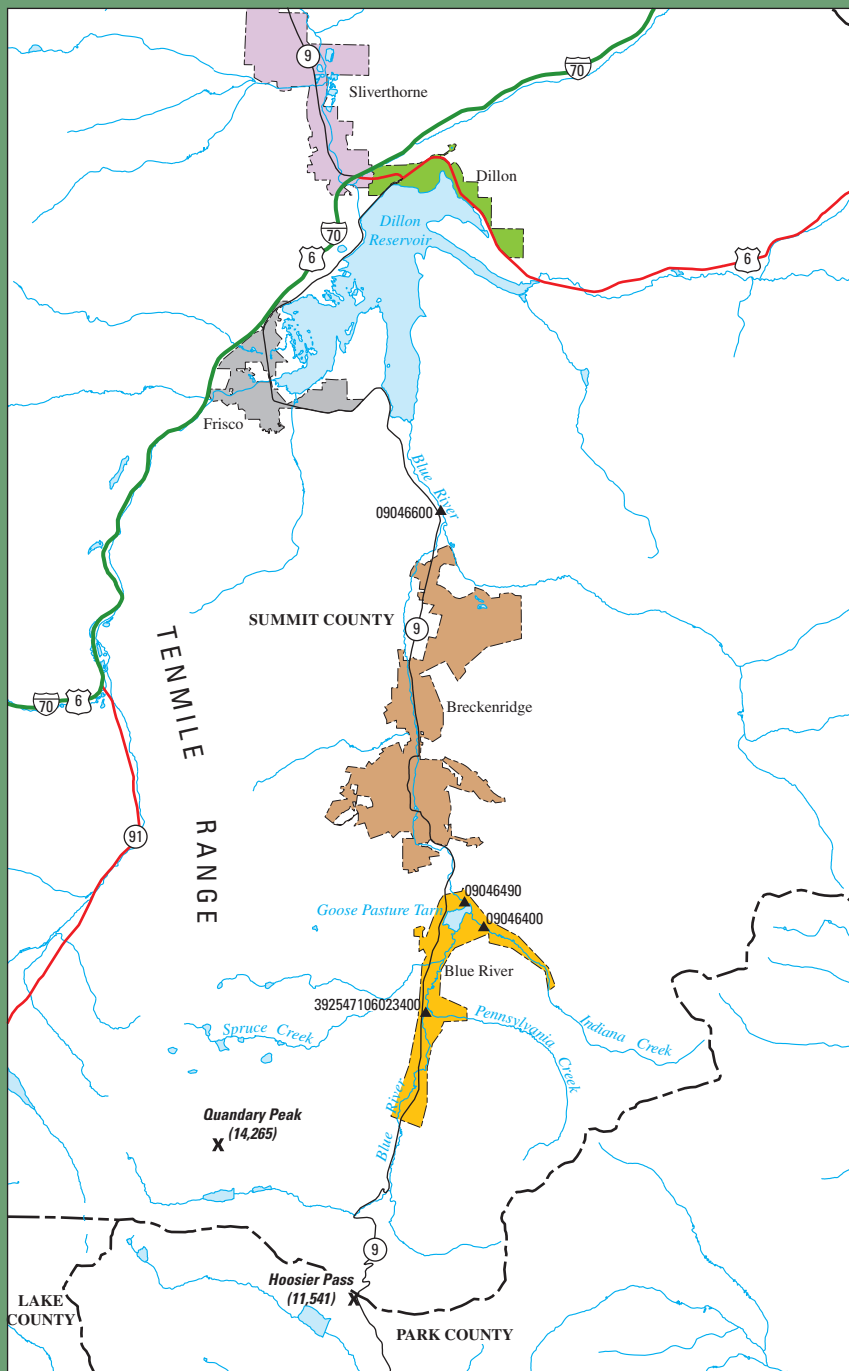 9
70
Sliverthorne
Dillon
Dillon
Reservoir
70
6
6
Frisco
Blue River
09046600
SUMMIT COUNTY
9
TENMILE RANGE
70
6
Breckenridge
91
09046490
Goose Pasture Tarn
09046400
Blue River
392547106023400
Pennsylvania Creek
Spruce Creek
Indiana Creek
Blue River
Quandary Peak
(14,265)
9
Hoosier Pass
(11,541)
LAKE
COUNTY
PARK COUNTY